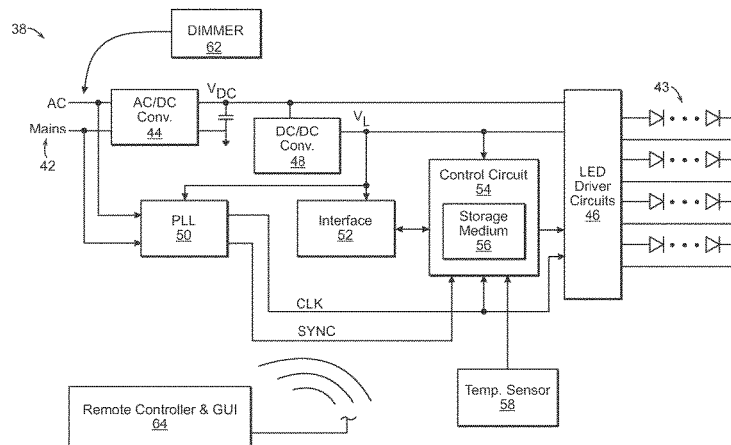 38
DIMMER
62
AC
Mains
42
AC/DC
Conv.
44
VDC
DC/DC
Conv.
48
VL
43
LED
Driver
Circuits
46
Control Circuit
54
Storage
Medium
56
PLL
50
Interface
52
CLK
SYNC
Temp. Sensor
58
Remote Controller & GUI
64